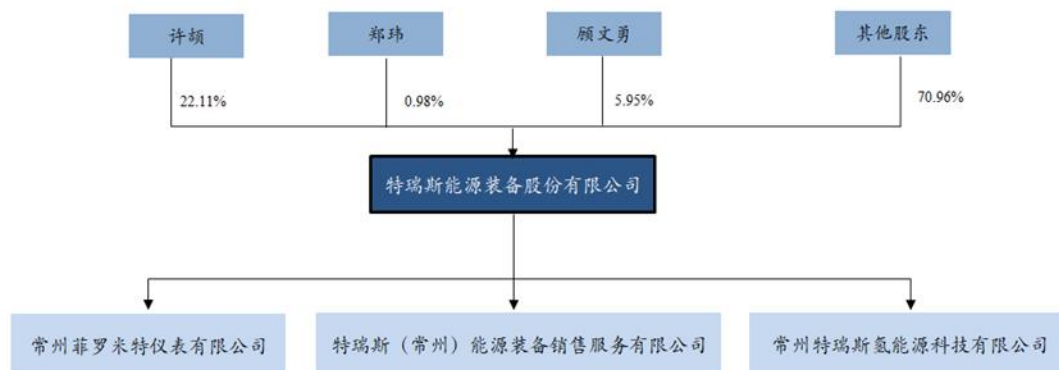 许颉
郑玮
顾文勇
其他股东
22.11%
0.98%
5.95%
70.96%
特瑞斯能源装备股份有限公司
常州菲罗米特仪表有限公司
特瑞斯（常州）能源装备销售服务有限公司
常州特瑞斯氢能源科技有限公司